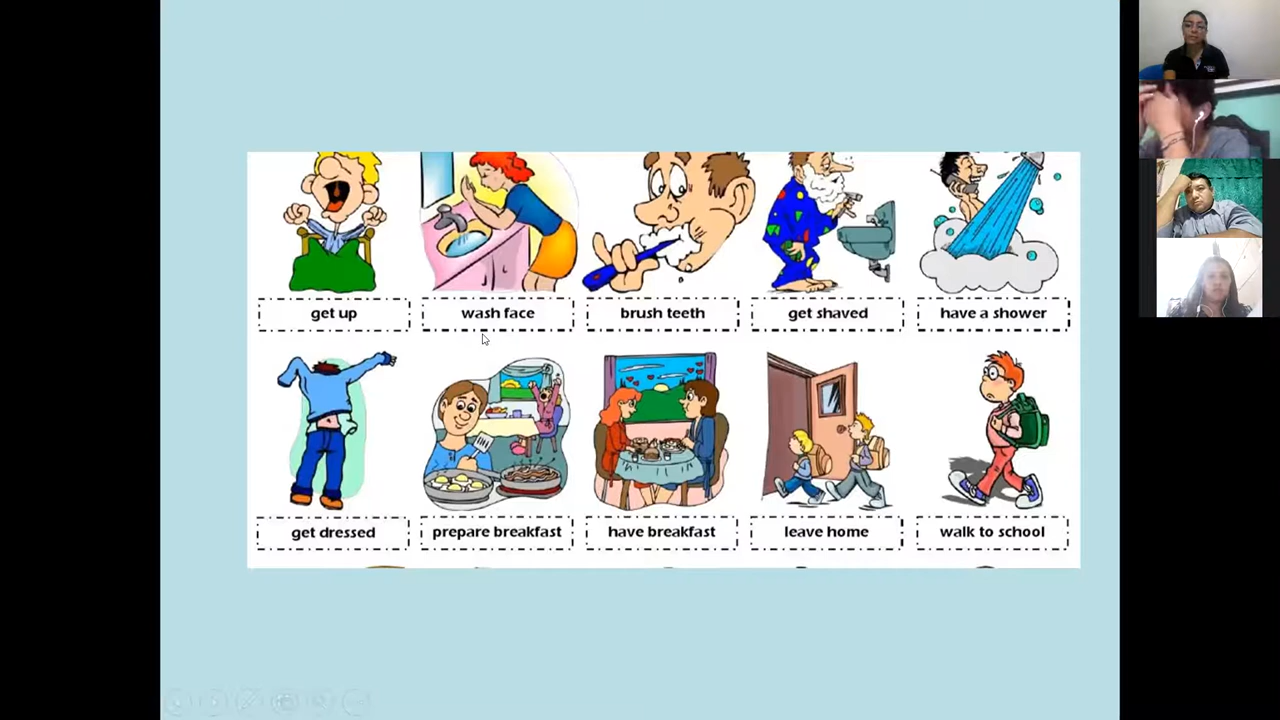 get up
wash face
brush teeth
get shaved
have a shower
get dressed
prepare breakfast
have breakfast
leave home
walk to school